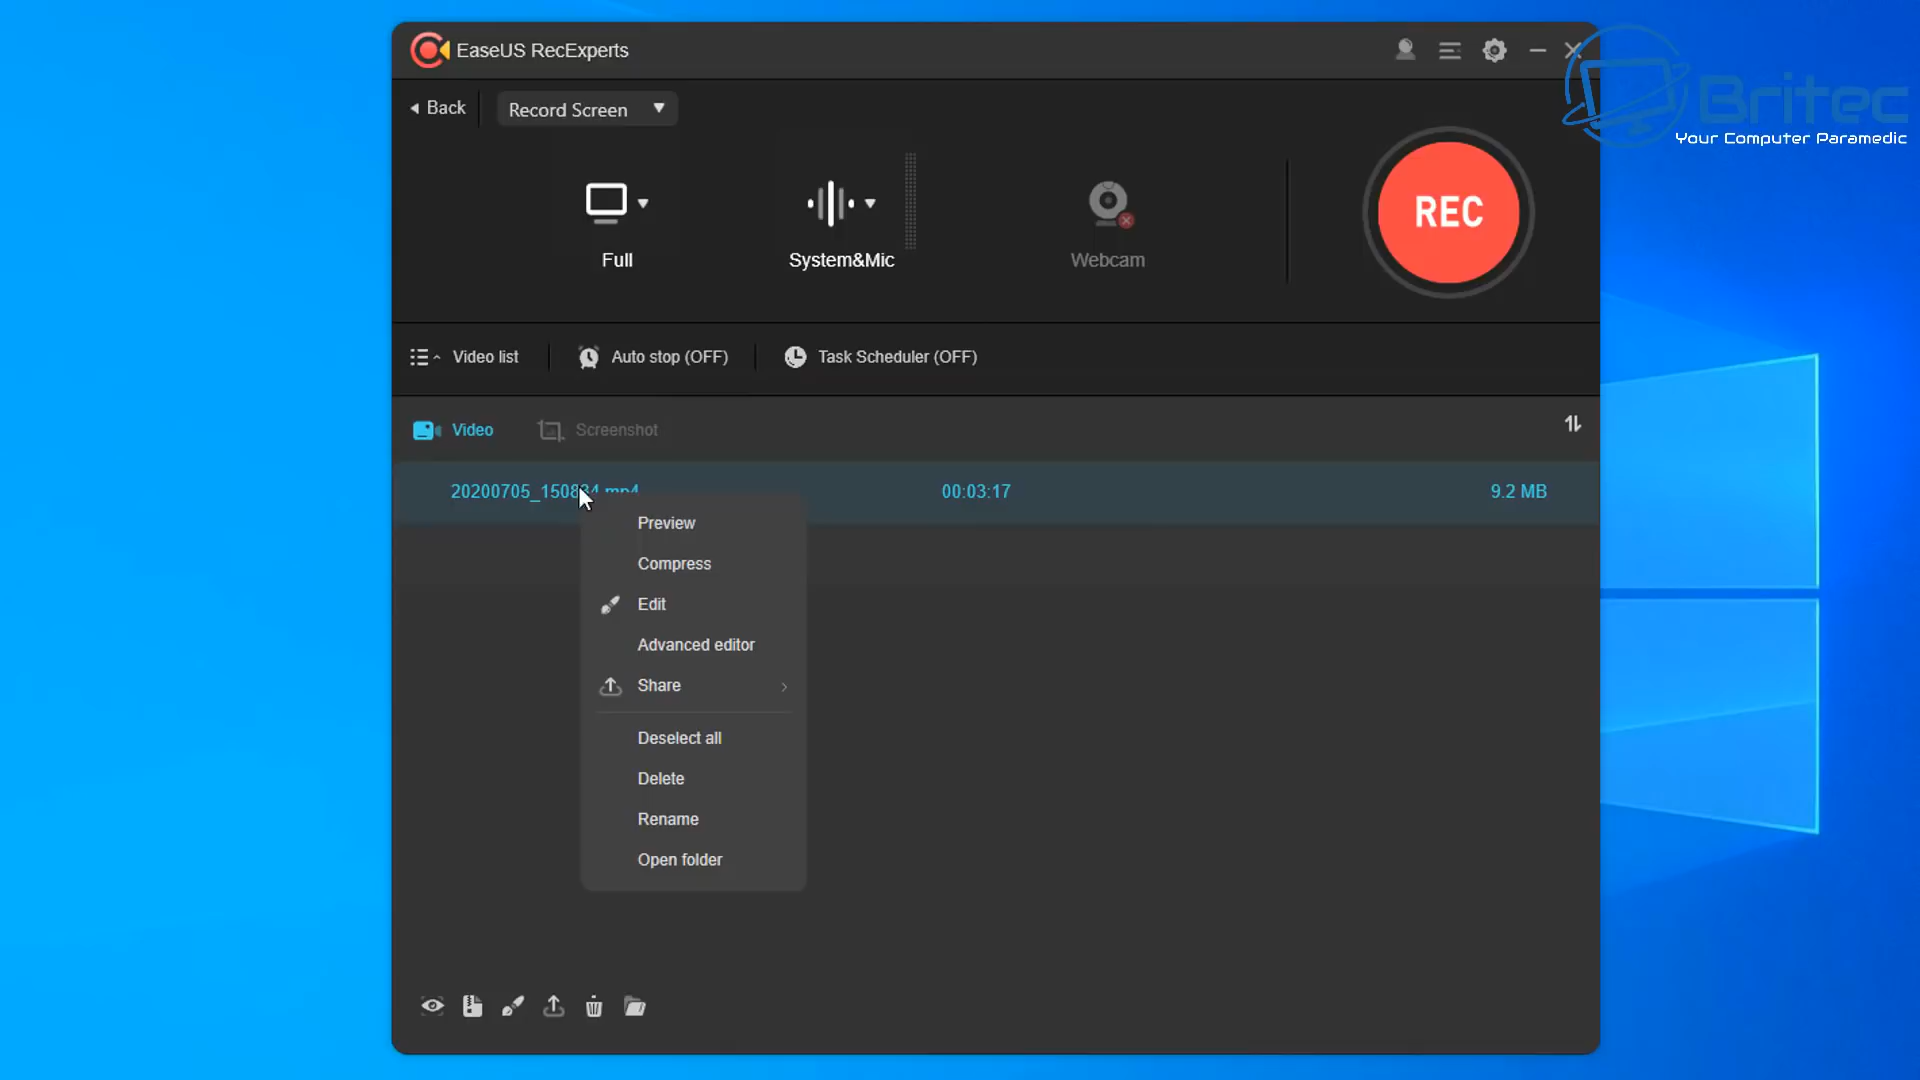 EaseUS RecExperts
Britec
Your Computer Paramedic
Back
Record Screen
REC
Full
System&Mic
Webcam
Video list
Auto stop (OFF)
Task Scheduler (OFF)
Video
Screenshot
00:03:17
9.2 MB
Preview
Compress
Edit
Advanced editor
Share
Deselect all
Delete
Rename
Open folder